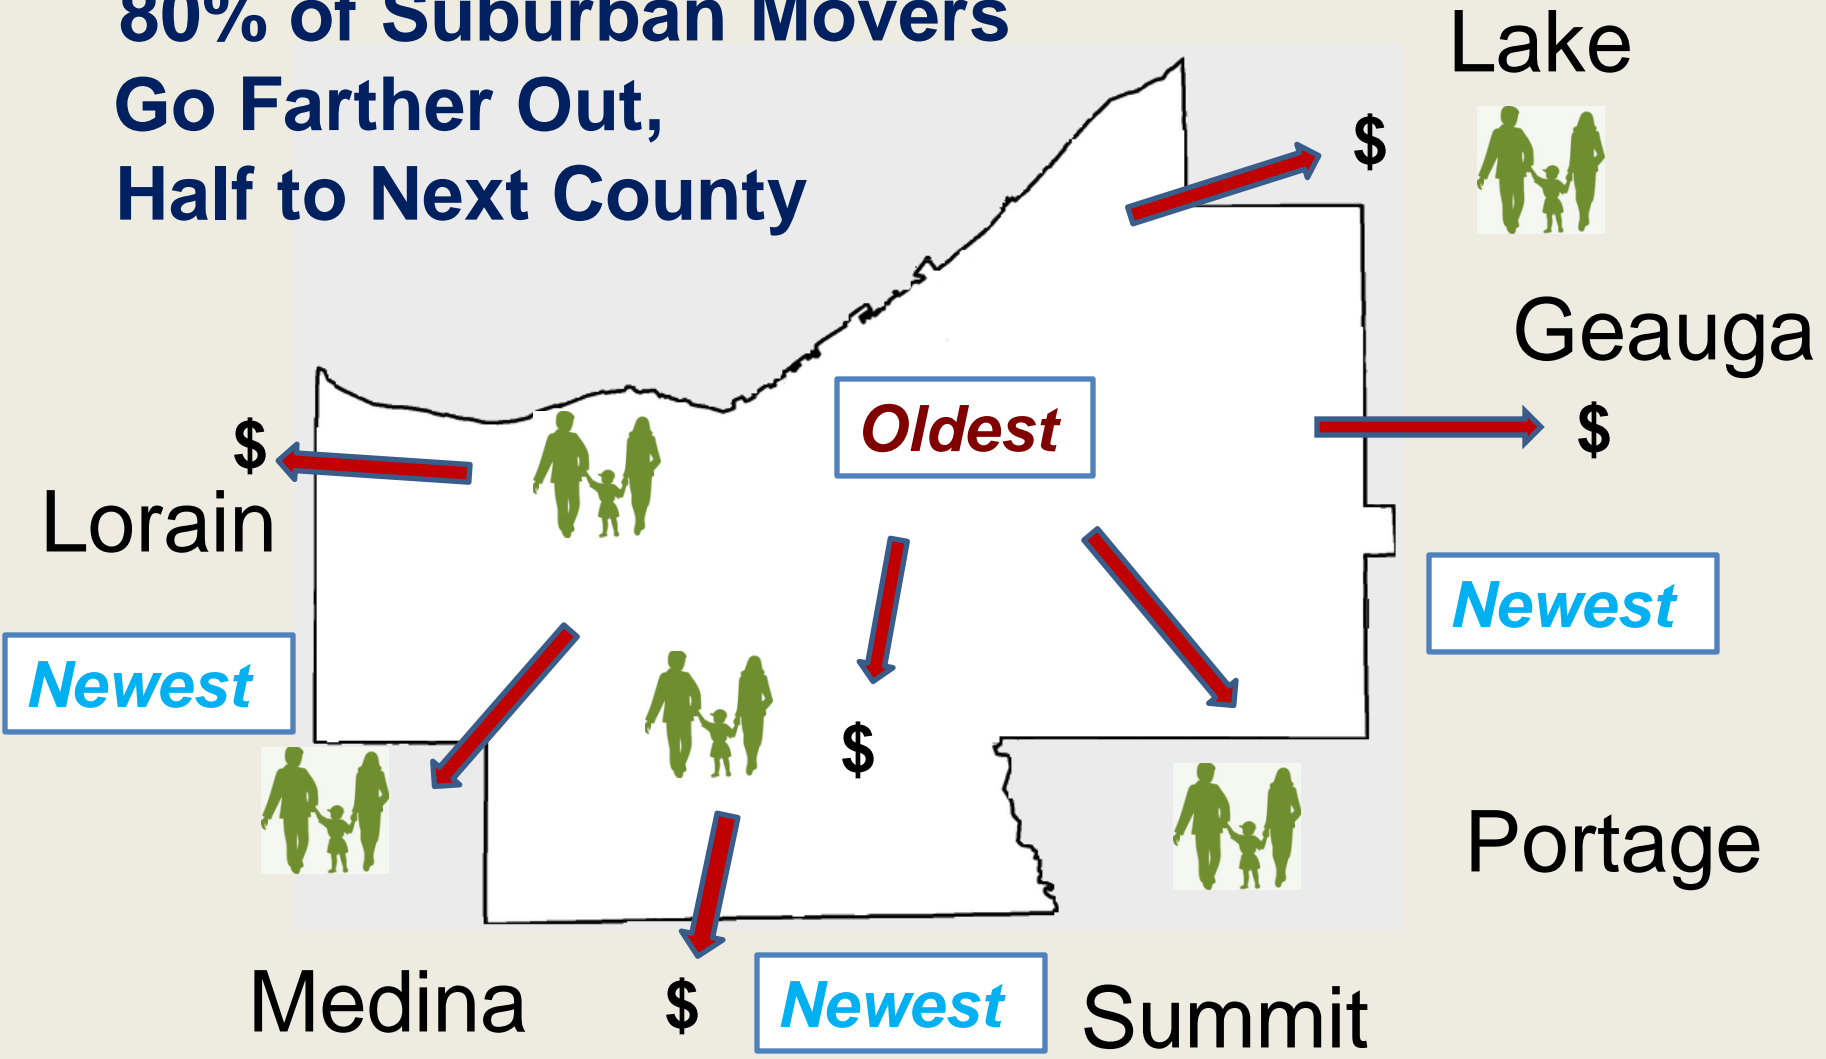 80% of Suburban Movers
Go Farther Out,
Half to Next County
Lake
$
Geauga
$
Oldest
$
Lorain
Newest
Newest
$
Portage
Medina
$
Newest
Summit